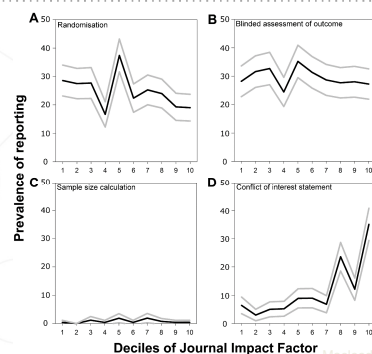 Prevalence of reporting
A
Randomisation
50
40
30
20
10
0
1 2 3 4 5 6 7 8 9 10
B
Blinded assessment of outcome
50
40
30
20
10
0
1 2 3 4 5 6 7 8 9 10
C
Sample size calculation
50
40
30
20
10
0
1 2 3 4 5 6 7 8 9 10
D
Conflict of interest statement
50
40
30
20
10
0
1 2 3 4 5 6 7 8 9 10
Deciles of Journal Impact Factor